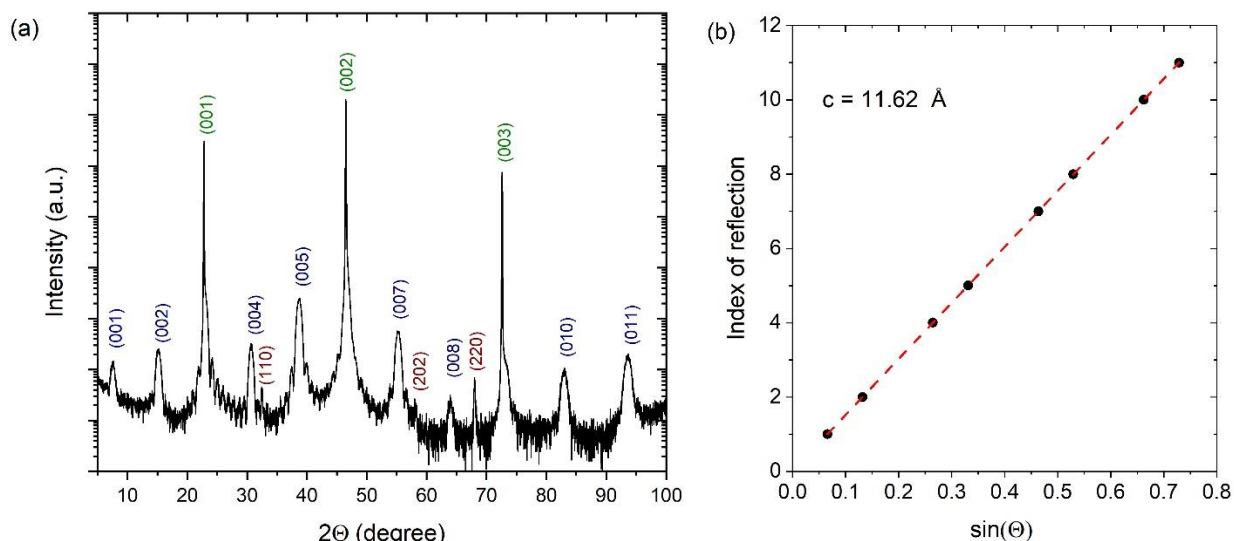 (a)
Intensity (a.u.)
(001)
(002)
(001)
(004)
(110)
(005)
(002)
(007)
(202)
(008)
(220)
(003)
(010)
(011)
10 20 30 40 50 60 70 80 90 100
2Θ (degree)
(b)
c = 11.62 Å
Index of reflection
12
10
8
6
4
2
0
0.0 0.1 0.2 0.3 0.4 0.5 0.6 0.7 0.8
sin(Θ)